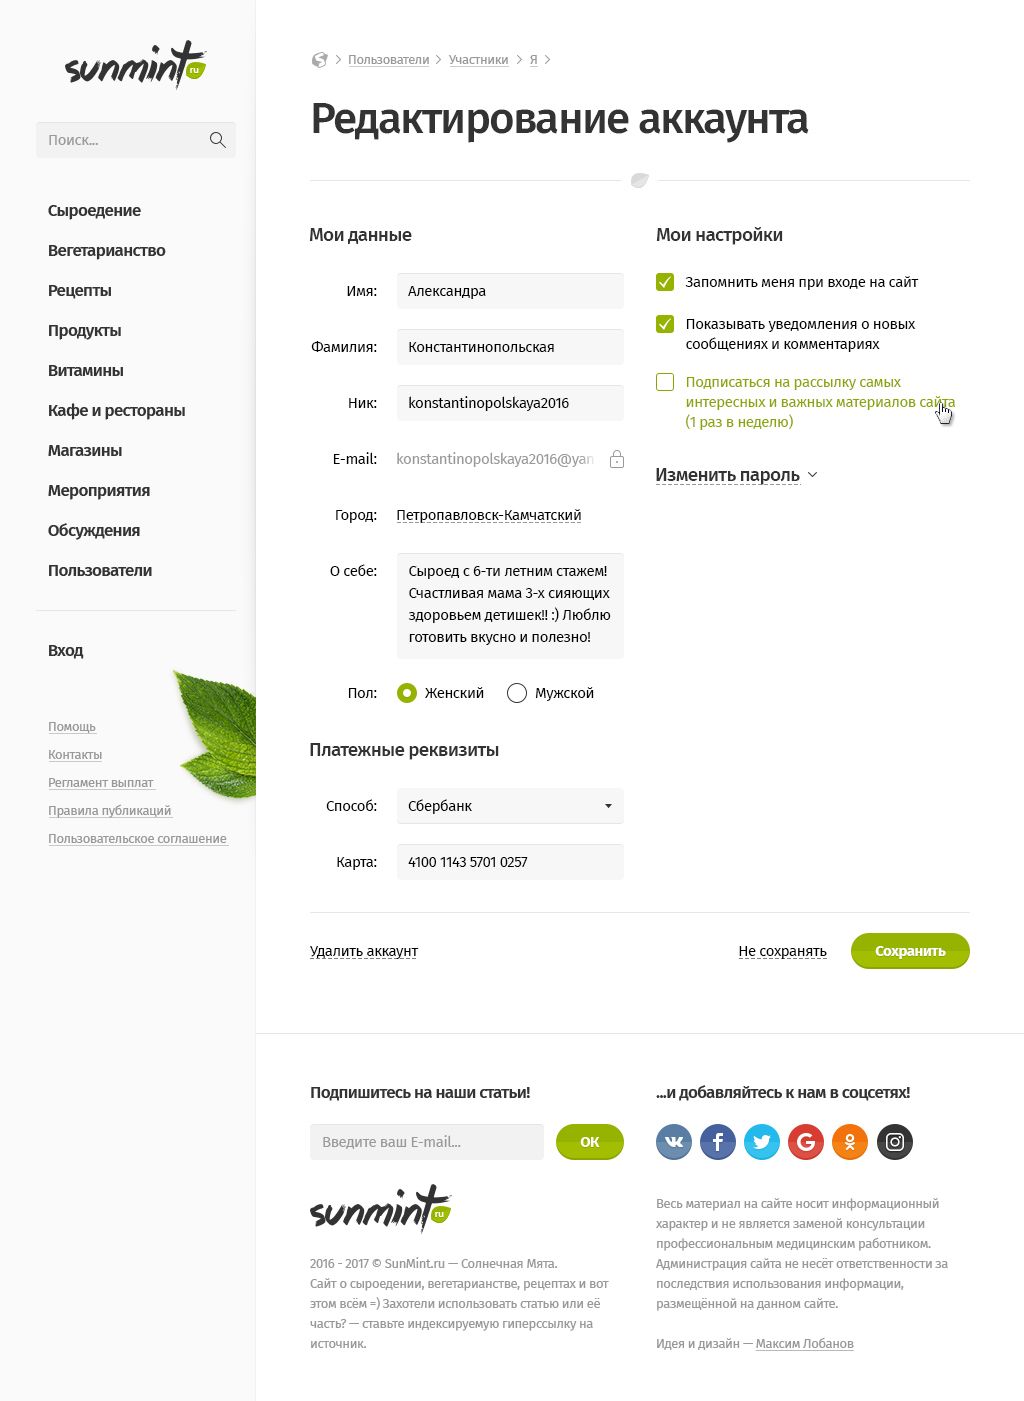 sunmint.ru
Поиск...
Сыроедение
Вегетарианство
Рецепты
Продукты
Витамины
Кафе и рестораны
Магазины
Мероприятия
Обсуждения
Пользователи
Вход
Помощь
Контакты
Регламент выплат
Правила публикаций
Пользовательское соглашение
Пользователи Участники Я
Редактирование аккаунта
Мои данные
Имя: Александра
Фамилия: Константинопольская
Ник: konstantinopolskaya2016
E-mail: konstantinopolskaya2016@yan
Город: Петропавловск-Камчатский
О себе: Сыроед с 6-ти летним стажем!
Счастливая мама 3-х сияющих
здоровьем детишек!! :) Люблю
готовить вкусно и полезно!
Пол: Женский Мужской
Платежные реквизиты
Способ: Сбербанк
Карта: 4100 1143 5701 0257
Мои настройки
Запомнить меня при входе на сайт
Показывать уведомления о новых
сообщениях и комментариях
Подписаться на рассылку самых
интересных и важных материалов сайта
(1 раз в неделю)
Изменить пароль
Удалить аккаунт
Не сохранять
Сохранить
Подпишитесь на наши статьи!
Введите ваш E-mail...
ОК
sunmint.ru
2016 - 2017 © SunMint.ru — Солнечная Мята.
Сайт о сыроедении, вегетарианстве, рецептах и вот
этом всём =) Захотели использовать статью или её
часть? — ставьте индексируемую гиперссылку на
источник.
...и добавляйтесь к нам в соцсетях!
Весь материал на сайте носит информационный
характер и не является заменой консультации
профессиональным медицинским работником.
Администрация сайта не несёт ответственности за
последствия использования информации,
размещённой на данном сайте.
Идея и дизайн — Максим Лобанов